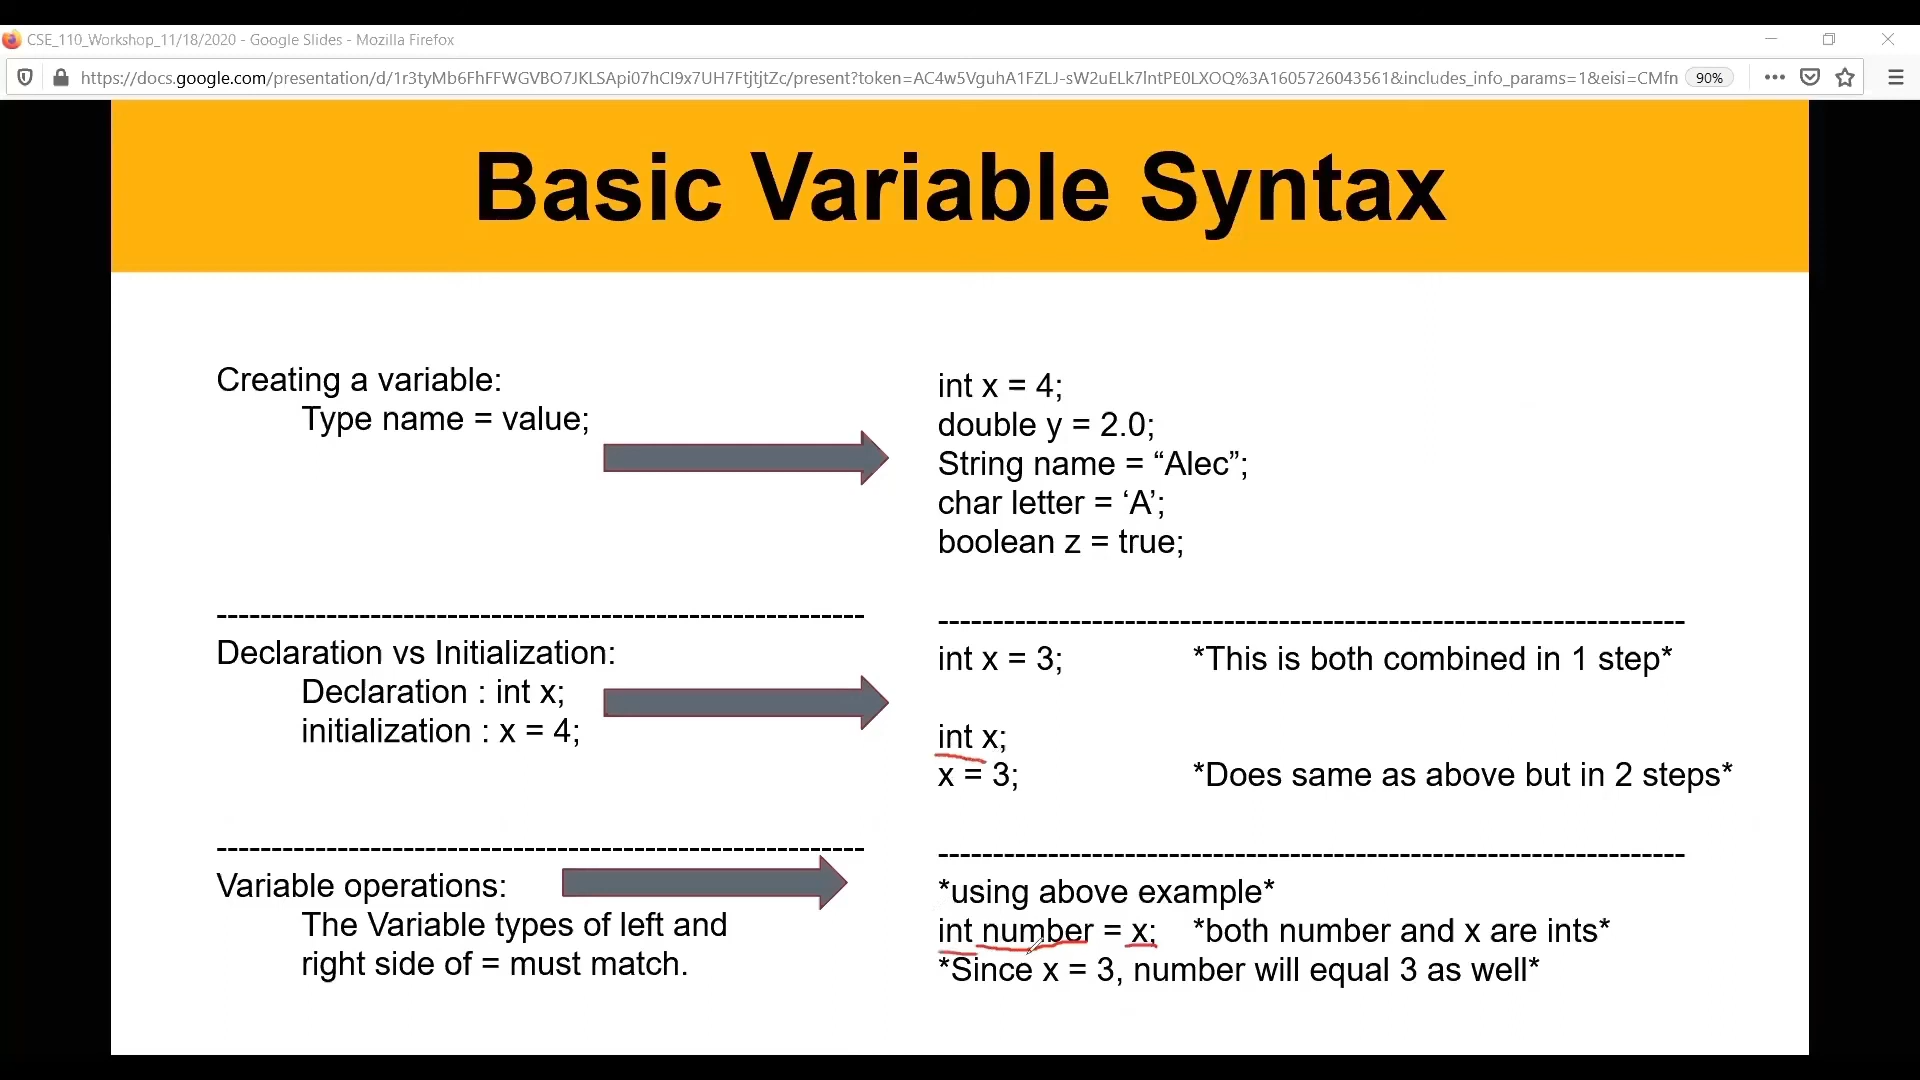 CSE_110_Workshop_11/18/2020 - Google Slides - Mozilla Firefox
https://docs.google.com/presentation/d/1r3tyMb6FhFFWGVBO7JKLSApi07hCI9x7UH7FtjtjtZc/present?token=AC4w5VguhA1FZLJ-sW2uELk7lntPE0LXOQ%3A1605726043561&includes_info_params=1&eisi=CMfn 90%
Basic Variable Syntax
Creating a variable:
Type name = value;
int x = 4;
double y = 2.0;
String name = “Alec”;
char letter = ‘A’;
boolean z = true;
-----------------------------------------------------------
Declaration vs Initialization:
Declaration : int x;
initialization : x = 4;
--------------------------------------------------------------------
int x = 3; *This is both combined in 1 step*
int x;
x = 3; *Does same as above but in 2 steps*
-----------------------------------------------------------
Variable operations:
The Variable types of left and
right side of = must match.
--------------------------------------------------------------------
*using above example*
int number = x; *both number and x are ints*
*Since x = 3, number will equal 3 as well*